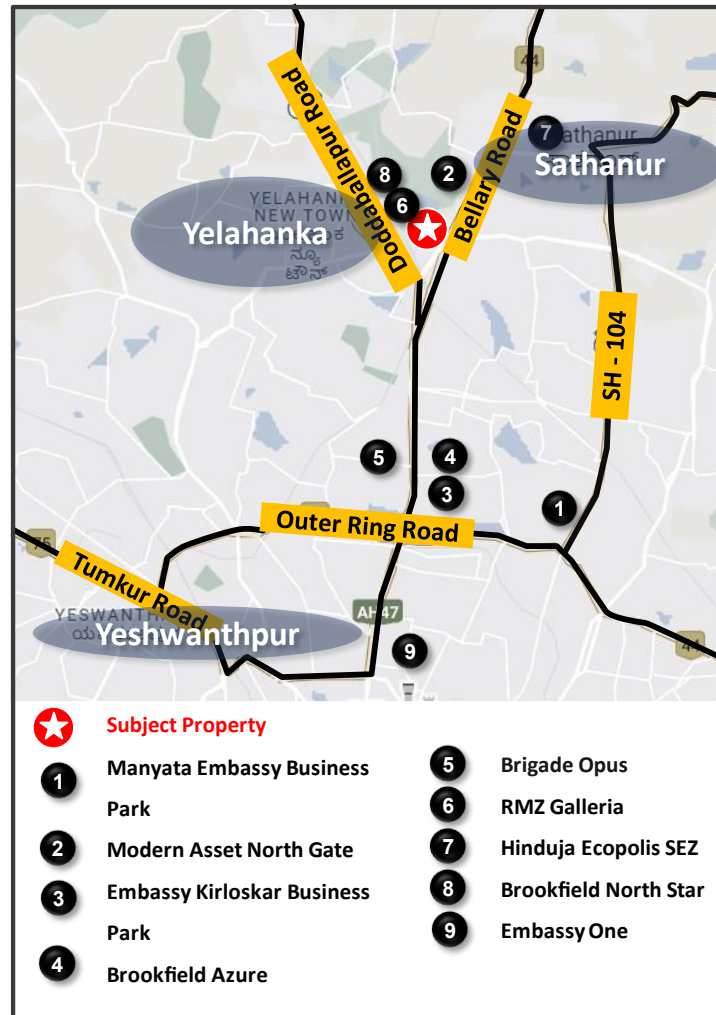 44
Doddaballapur Road
Bellary Road
7
Sathanur
8
2
6
YELAHANKA
NEW TOWN
Yelahanka
ನ್ಯೂ
ಟೌನ್
SH - 104
5
4
3
1
Outer Ring Road
75
Tumkur Road
Yeshwanthpur
AH47
44
9
Subject Property
1 Manyata Embassy Business
Park
2 Modern Asset North Gate
3 Embassy Kirloskar Business
Park
4 Brookfield Azure
5 Brigade Opus
6 RMZ Galleria
7 Hinduja Ecopolis SEZ
8 Brookfield North Star
9 Embassy One